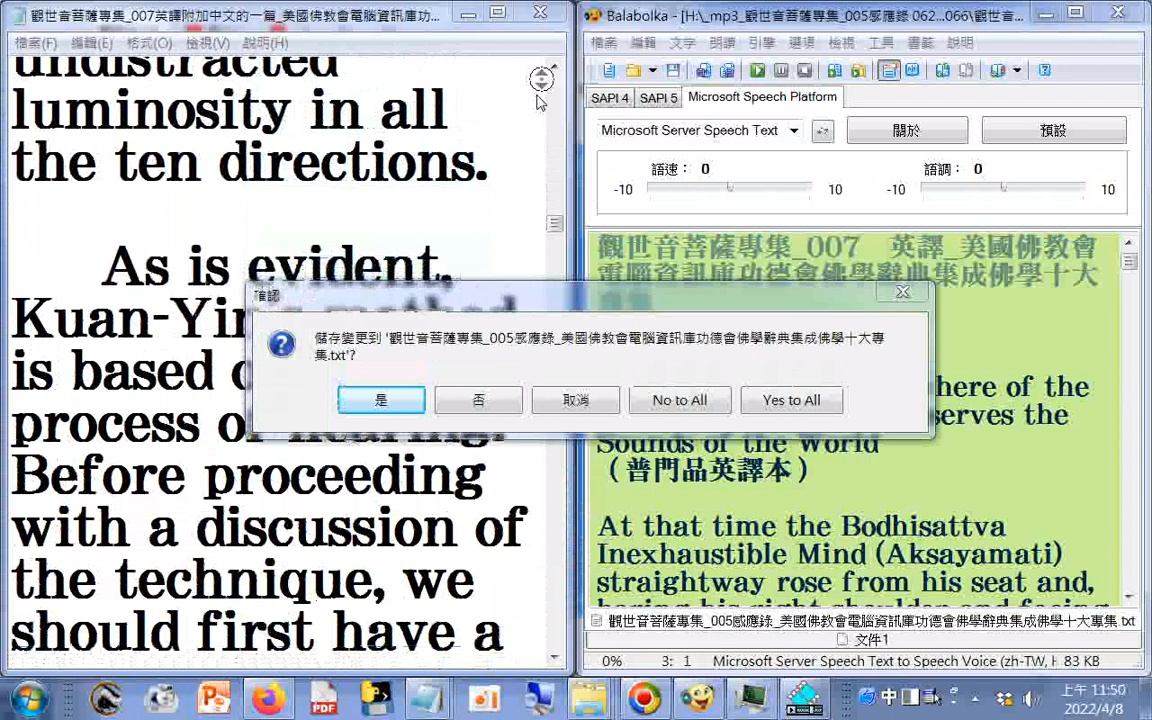 觀世音菩薩專集_007英譯附加中文的一篇_美國佛教會電腦資訊庫功...
檔案(F) 編輯(E) 格式(O) 檢視(V) 說明(H)
undistracted
luminosity in all
the ten directions.
As is evident,
Kuan-Yin's method
is based
process of hearing.
Before proceeding
with a discussion of
the technique, we
should first have a
Balabolka - [H:\_mp3_觀世音菩薩專集_005感應錄 062...066\觀世音...
檔案 編輯 文字 朗讀 引擎 選項 檢視 工具 書籤 說明
SAPI 4 SAPI 5 Microsoft Speech Platform
Microsoft Server Speech Text 關於 預設
語速： 0 語調： 0
-10 10 -10 10
觀世音菩薩專集_007 英譯_美國佛教會
電腦資訊庫功德會佛學辭典集成佛學十大
here of the
serves the
Sounds of the World
（普門品英譯本）
At that time the Bodhisattva
Inexhaustible Mind (Aksayamati)
straightway rose from his seat and,
baring his right shoulder and facing
觀世音菩薩專集_005感應錄_美國佛教會電腦資訊庫功德會佛學辭典集成佛學十大專集.txt
文件1
0% 3: 1 Microsoft Server Speech Text to Speech Voice (zh-TW, H 83 KB
確認
儲存變更到 '觀世音菩薩專集_005感應錄_美國佛教會電腦資訊庫功德會佛學辭典集成佛學十大專
集.txt'?
是 否 取消 No to All Yes to All
中
上午 11:50
2022/4/8